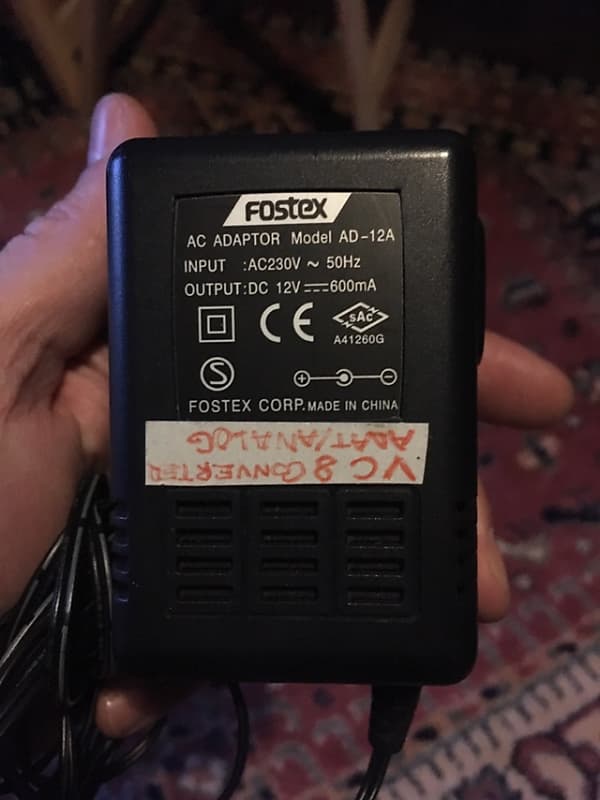 FOSTEX
AC ADAPTOR Model AD-12A
INPUT :AC230V ~ 50Hz
OUTPUT:DC 12V ⎓600mA
CE
SAC
A41260G
S
+ −
FOSTEX CORP. MADE IN CHINA
VC 8 CONVERTER
ADAT/ANALOG